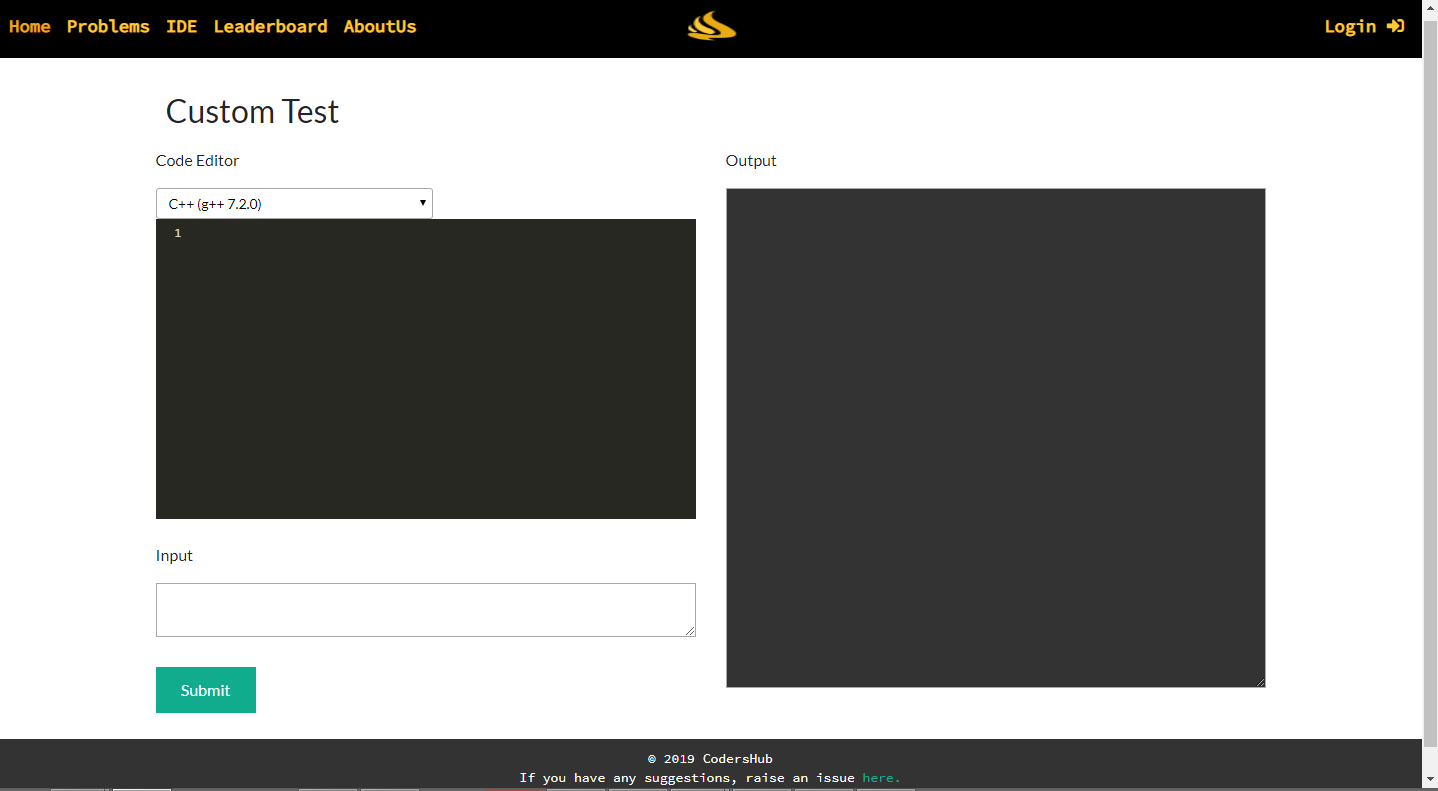 Home Problems IDE Leaderboard AboutUs Login
Custom Test
Code Editor
Output
C++ (g++ 7.2.0)
1
Input
Submit
© 2019 CodersHub
If you have any suggestions, raise an issue here.